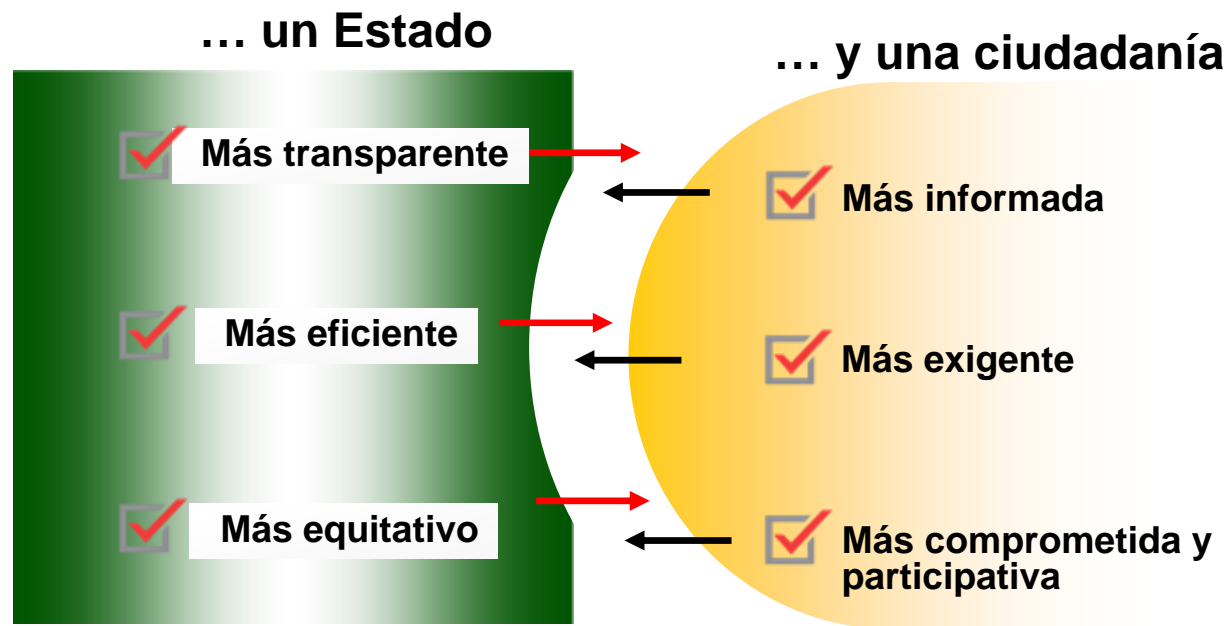 ... un Estado
... y una ciudadanía
Más transparente
Más informada
Más eficiente
Más exigente
Más equitativo
Más comprometida y
participativa